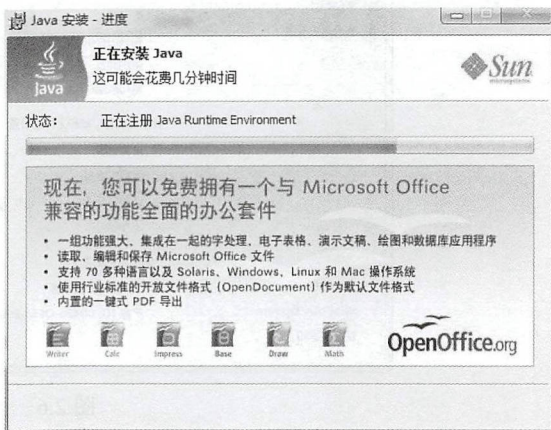 Java 安装 - 进度
Java
正在安装 Java
这可能会花费几分钟时间
Sun
microsystems
状态: 正在注册 Java Runtime Environment
现在, 您可以免费拥有一个与 Microsoft Office
兼容的功能全面的办公套件
• 一组功能强大、集成在一起的字处理、电子表格、演示文稿、绘图和数据库应用程序
• 读取、编辑和保存 Microsoft Office 文件
• 支持 70 多种语言以及 Solaris、Windows、Linux 和 Mac 操作系统
• 使用行业标准的开放文件格式 (OpenDocument) 作为默认文件格式
• 内置的一键式 PDF 导出
Writer Calc Impress Base Draw Math
OpenOffice.org